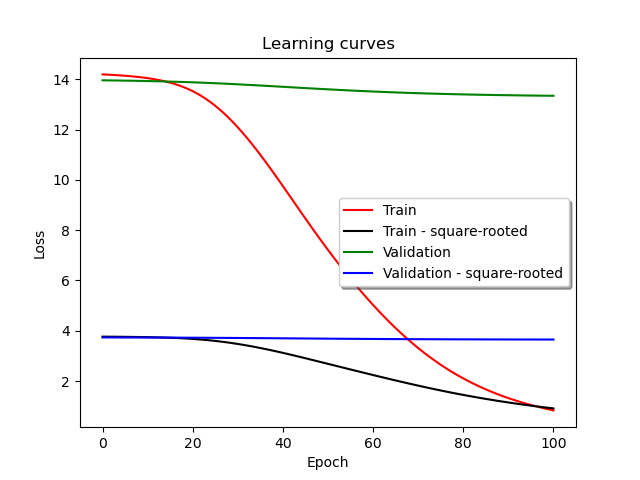 Learning curves
14
12
10
8
6
4
2
Loss
Train
Train - square-rooted
Validation
Validation - square-rooted
0 20 40 60 80 100
Epoch